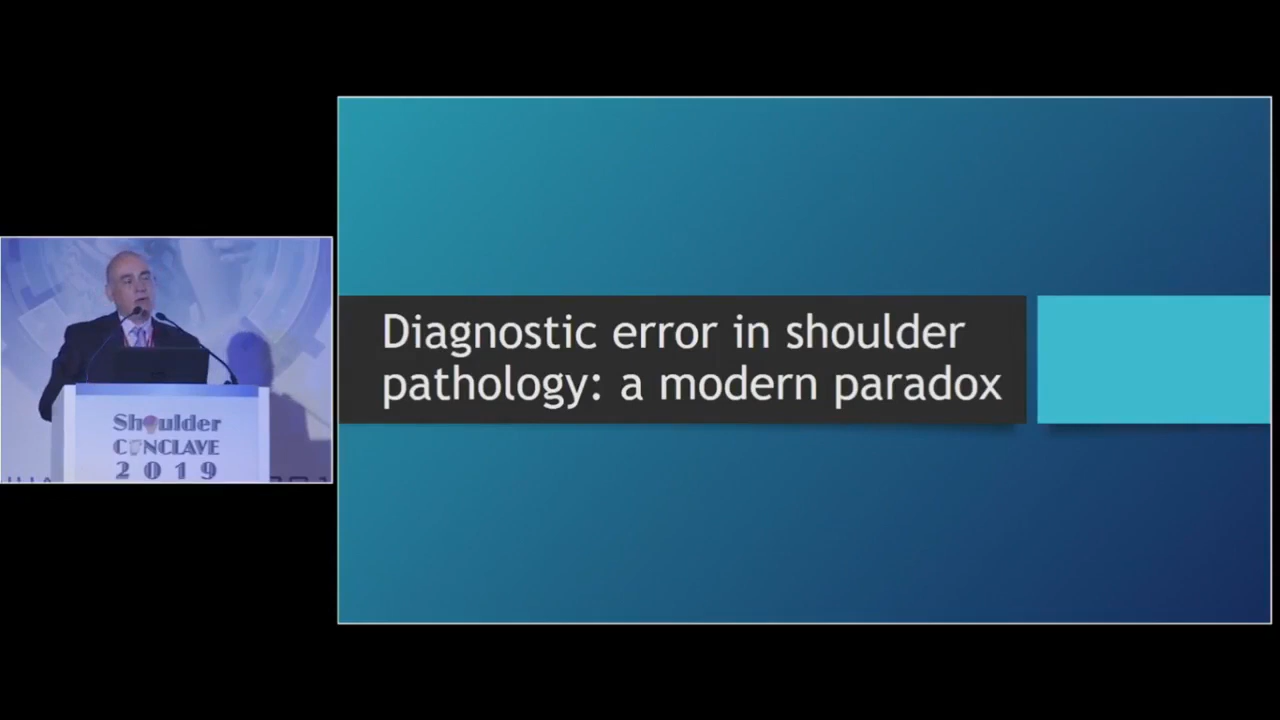 Diagnostic error in shoulder
pathology: a modern paradox
Shoulder
CONCLAVE
2019